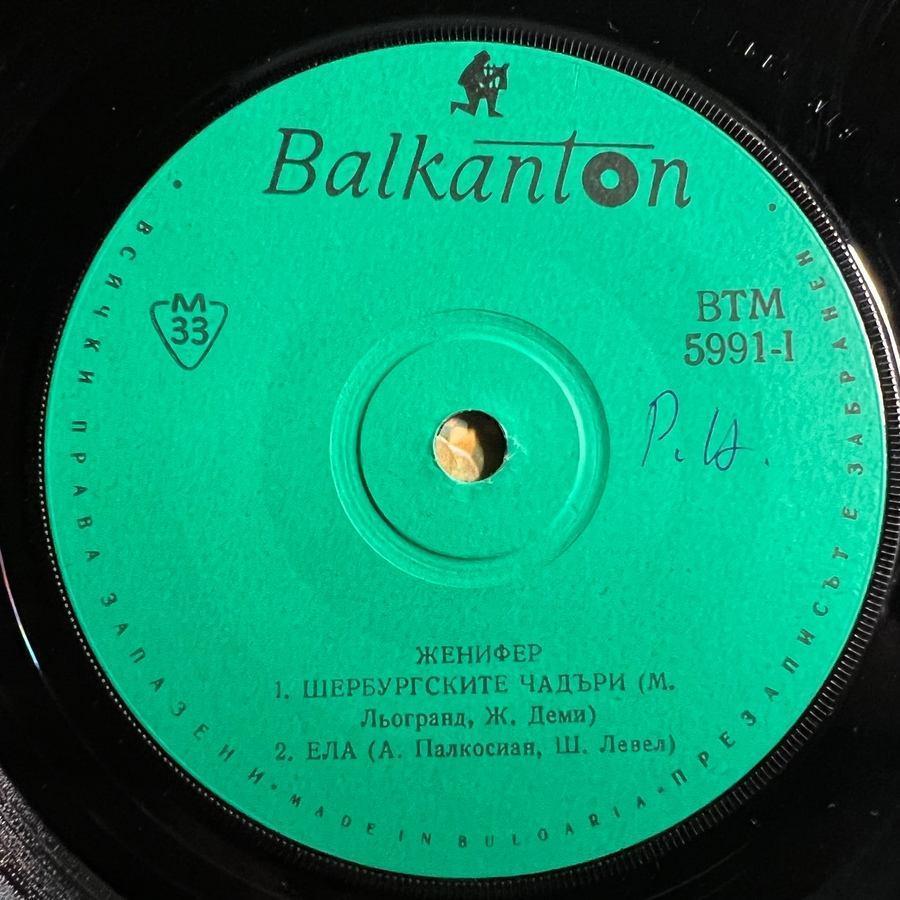 Balkanton
M
33
ВТМ
5991-I
Р. И.
ЖЕНИФЕР
1. ШЕРБУРГСКИТЕ ЧАДЪРИ (М.
Льогранд, Ж. Деми)
2. ЕЛА (А. Палкосиан, Ш. Левел)
• ВСИЧКИ ПРАВА ЗАПАЗЕНИ • MADE IN BULGARIA • ПРЕЗАПИСЪТ Е ЗАБРАНЕН •